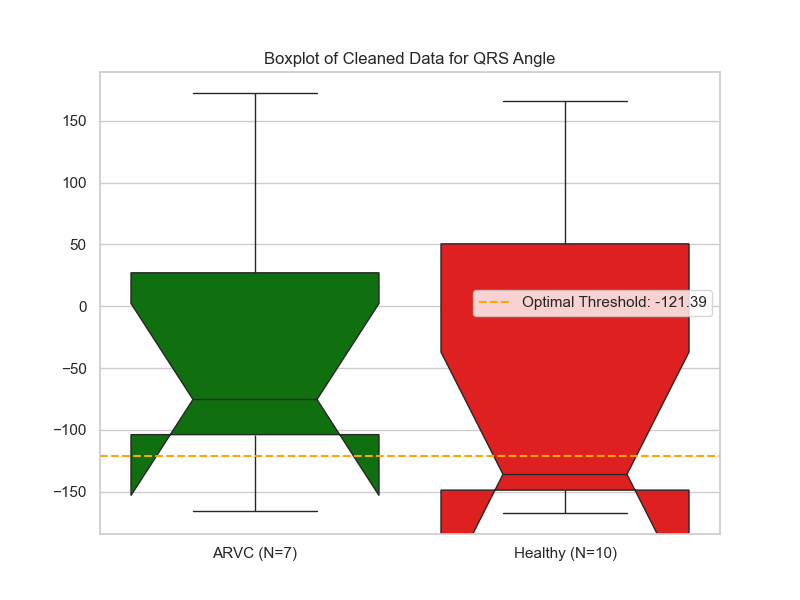 Boxplot of Cleaned Data for QRS Angle
150
100
50
0
−50
−100
−150
Optimal Threshold: -121.39
ARVC (N=7)
Healthy (N=10)